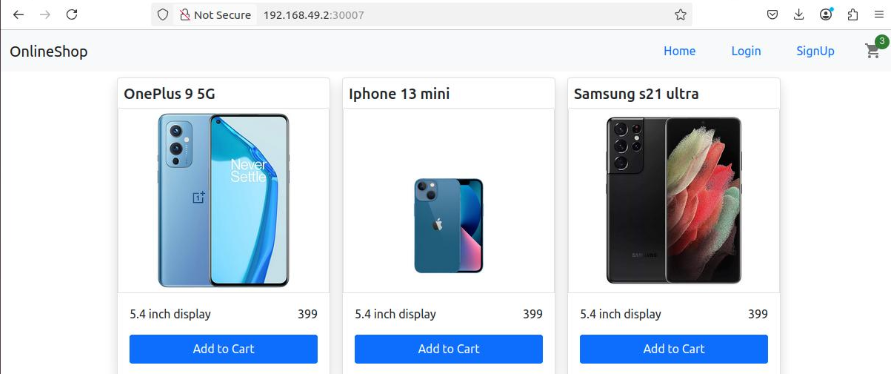 Not Secure 192.168.49.2:30007
OnlineShop Home Login SignUp 3
OnePlus 9 5G Iphone 13 mini Samsung s21 ultra
Never
Settle
5.4 inch display 399 5.4 inch display 399 5.4 inch display 399
Add to Cart Add to Cart Add to Cart